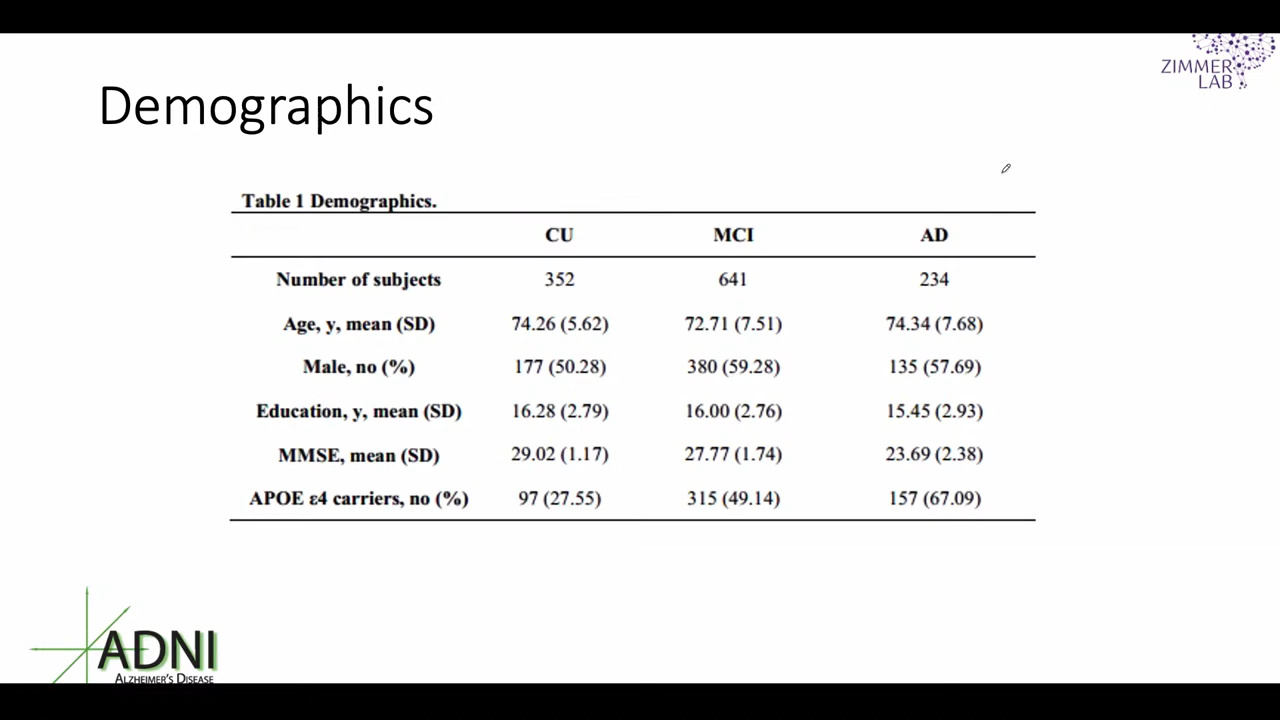 ZIMMER
LAB
Demographics
Table 1 Demographics.
CU MCI AD
Number of subjects 352 641 234
Age, y, mean (SD) 74.26 (5.62) 72.71 (7.51) 74.34 (7.68)
Male, no (%) 177 (50.28) 380 (59.28) 135 (57.69)
Education, y, mean (SD) 16.28 (2.79) 16.00 (2.76) 15.45 (2.93)
MMSE, mean (SD) 29.02 (1.17) 27.77 (1.74) 23.69 (2.38)
APOE ε4 carriers, no (%) 97 (27.55) 315 (49.14) 157 (67.09)
ADNI
ALZHEIMER'S DISEASE